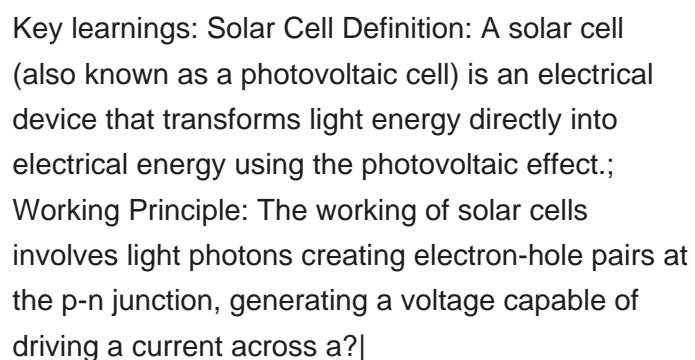 Key learnings: Solar Cell Definition: A solar cell
(also known as a photovoltaic cell) is an electrical
device that transforms light energy directly into
electrical energy using the photovoltaic effect.;
Working Principle: The working of solar cells
involves light photons creating electron-hole pairs at
the p-n junction, generating a voltage capable of
driving a current across a?|